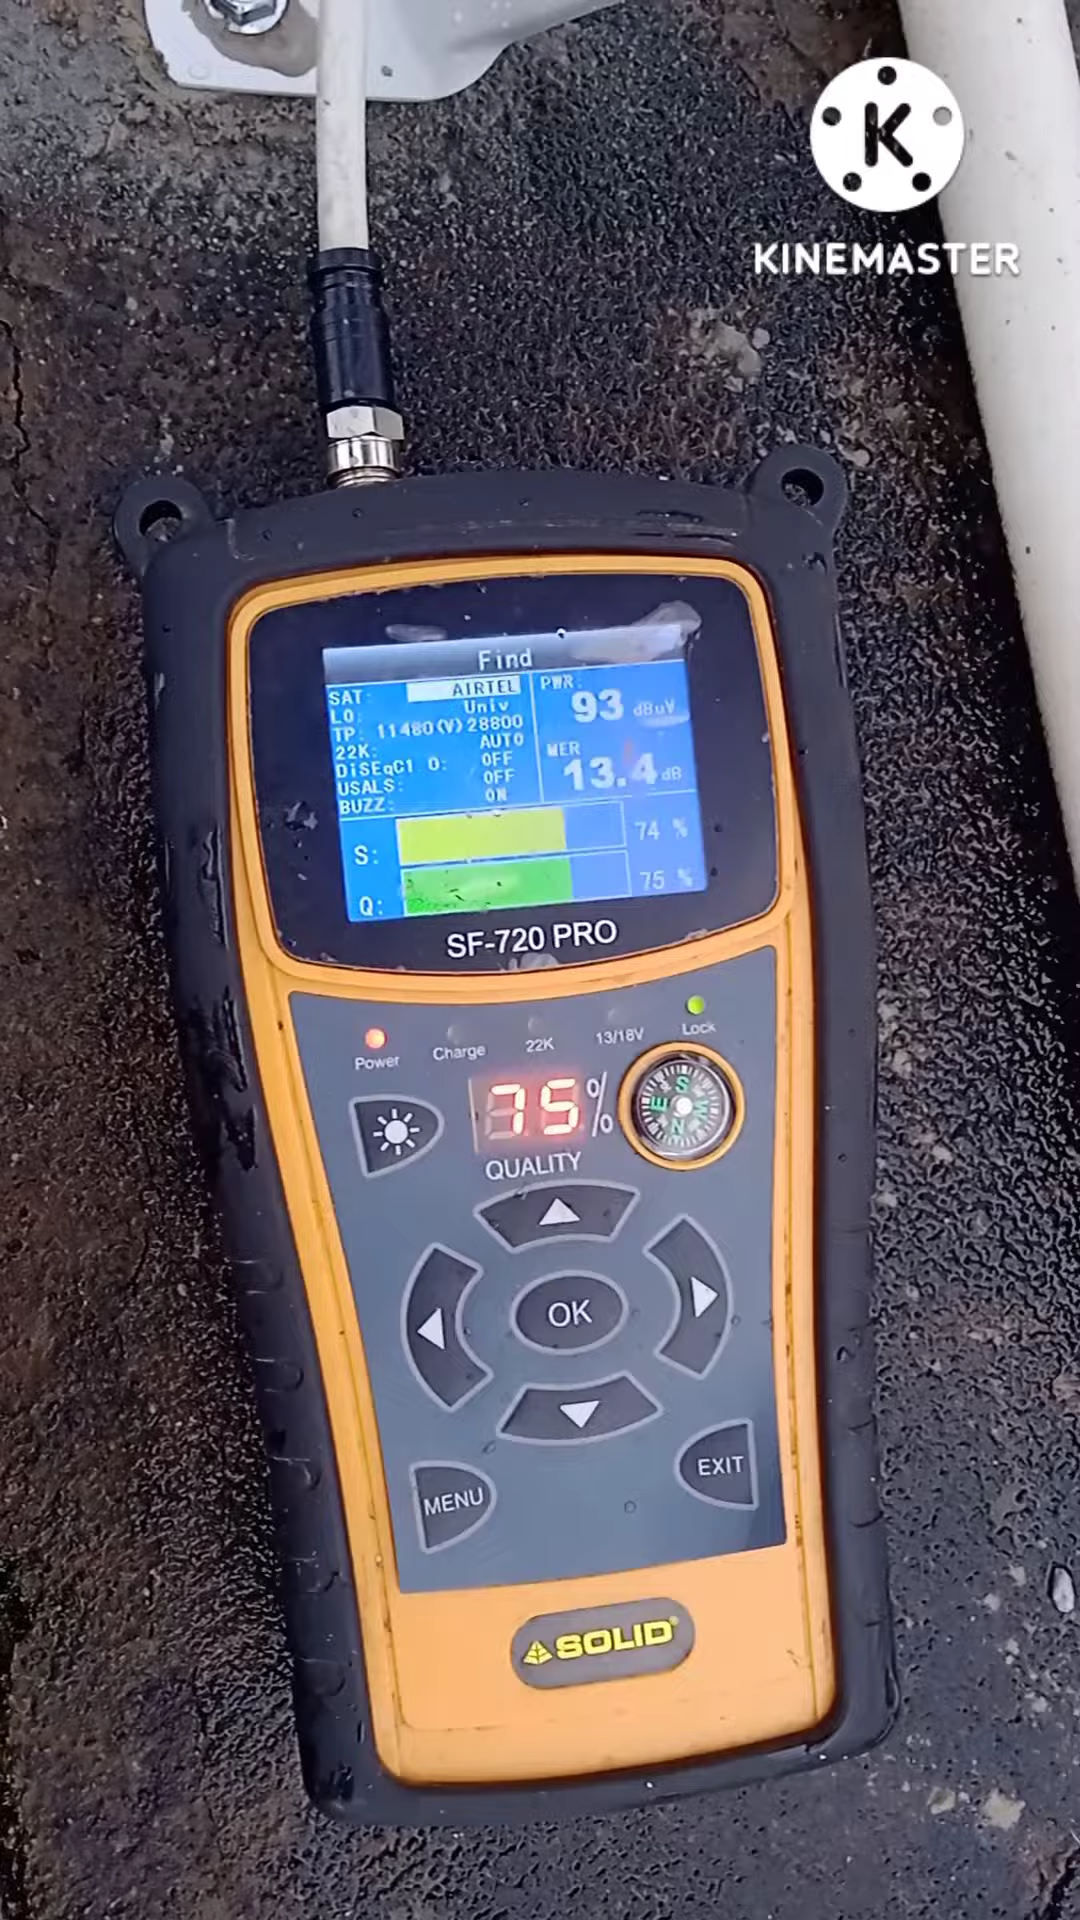 KINEMASTER
Find
SAT: AIRTEL
LO: Univ
TP: 11480(V)28800
22K: AUTO
DiSEqC1 0: OFF
USALS: OFF
BUZZ: ON
PWR:
93 dBuV
MER
13.4 dB
S: 74 %
Q: 75 %
SF-720 PRO
Power
Charge
22K
13/18V
Lock
75%
QUALITY
S
E
W
N
OK
MENU
EXIT
SOLID